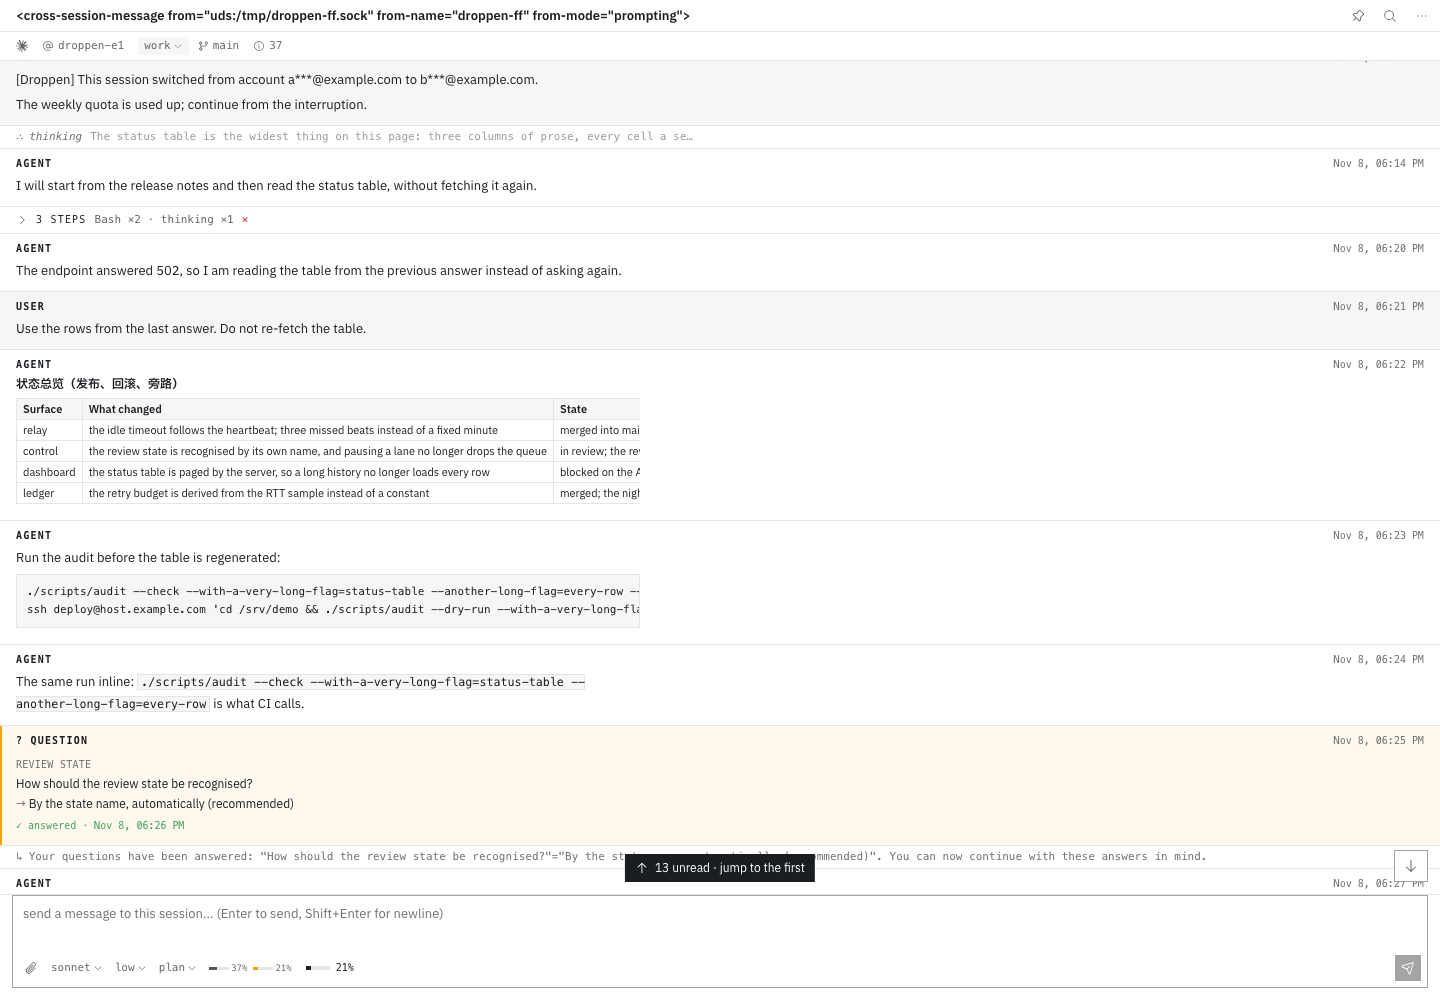 <cross-session-message from="uds:/tmp/droppen-ff.sock" from-name="droppen-ff" from-mode="prompting">
@ droppen-e1 work main 37
[Droppen] This session switched from account a***@example.com to b***@example.com.
The weekly quota is used up; continue from the interruption.
∴ thinking The status table is the widest thing on this page: three columns of prose, every cell a se…
AGENT Nov 8, 06:14 PM
I will start from the release notes and then read the status table, without fetching it again.
3 STEPS Bash ×2 · thinking ×1 ×
AGENT Nov 8, 06:20 PM
The endpoint answered 502, so I am reading the table from the previous answer instead of asking again.
USER Nov 8, 06:21 PM
Use the rows from the last answer. Do not re-fetch the table.
AGENT Nov 8, 06:22 PM
状态总览（发布、回滚、旁路）
Surface What changed State
relay the idle timeout follows the heartbeat; three missed beats instead of a fixed minute merged into mai
control the review state is recognised by its own name, and pausing a lane no longer drops the queue in review; the re
dashboard the status table is paged by the server, so a long history no longer loads every row blocked on the
ledger the retry budget is derived from the RTT sample instead of a constant merged; the nigh
AGENT Nov 8, 06:23 PM
Run the audit before the table is regenerated:
./scripts/audit --check --with-a-very-long-flag=status-table --another-long-flag=every-row --
ssh deploy@host.example.com 'cd /srv/demo && ./scripts/audit --dry-run --with-a-very-long-fla
AGENT Nov 8, 06:24 PM
The same run inline: ./scripts/audit --check --with-a-very-long-flag=status-table --
another-long-flag=every-row is what CI calls.
? QUESTION Nov 8, 06:25 PM
REVIEW STATE
How should the review state be recognised?
→ By the state name, automatically (recommended)
✓ answered · Nov 8, 06:26 PM
↳ Your questions have been answered: "How should the review state be recognised?"="By the mmended)". You can now continue with these answers in mind.
↑ 13 unread · jump to the first
AGENT Nov 8, 06:27 PM
send a message to this session... (Enter to send, Shift+Enter for newline)
sonnet low plan 37% 21% 21%